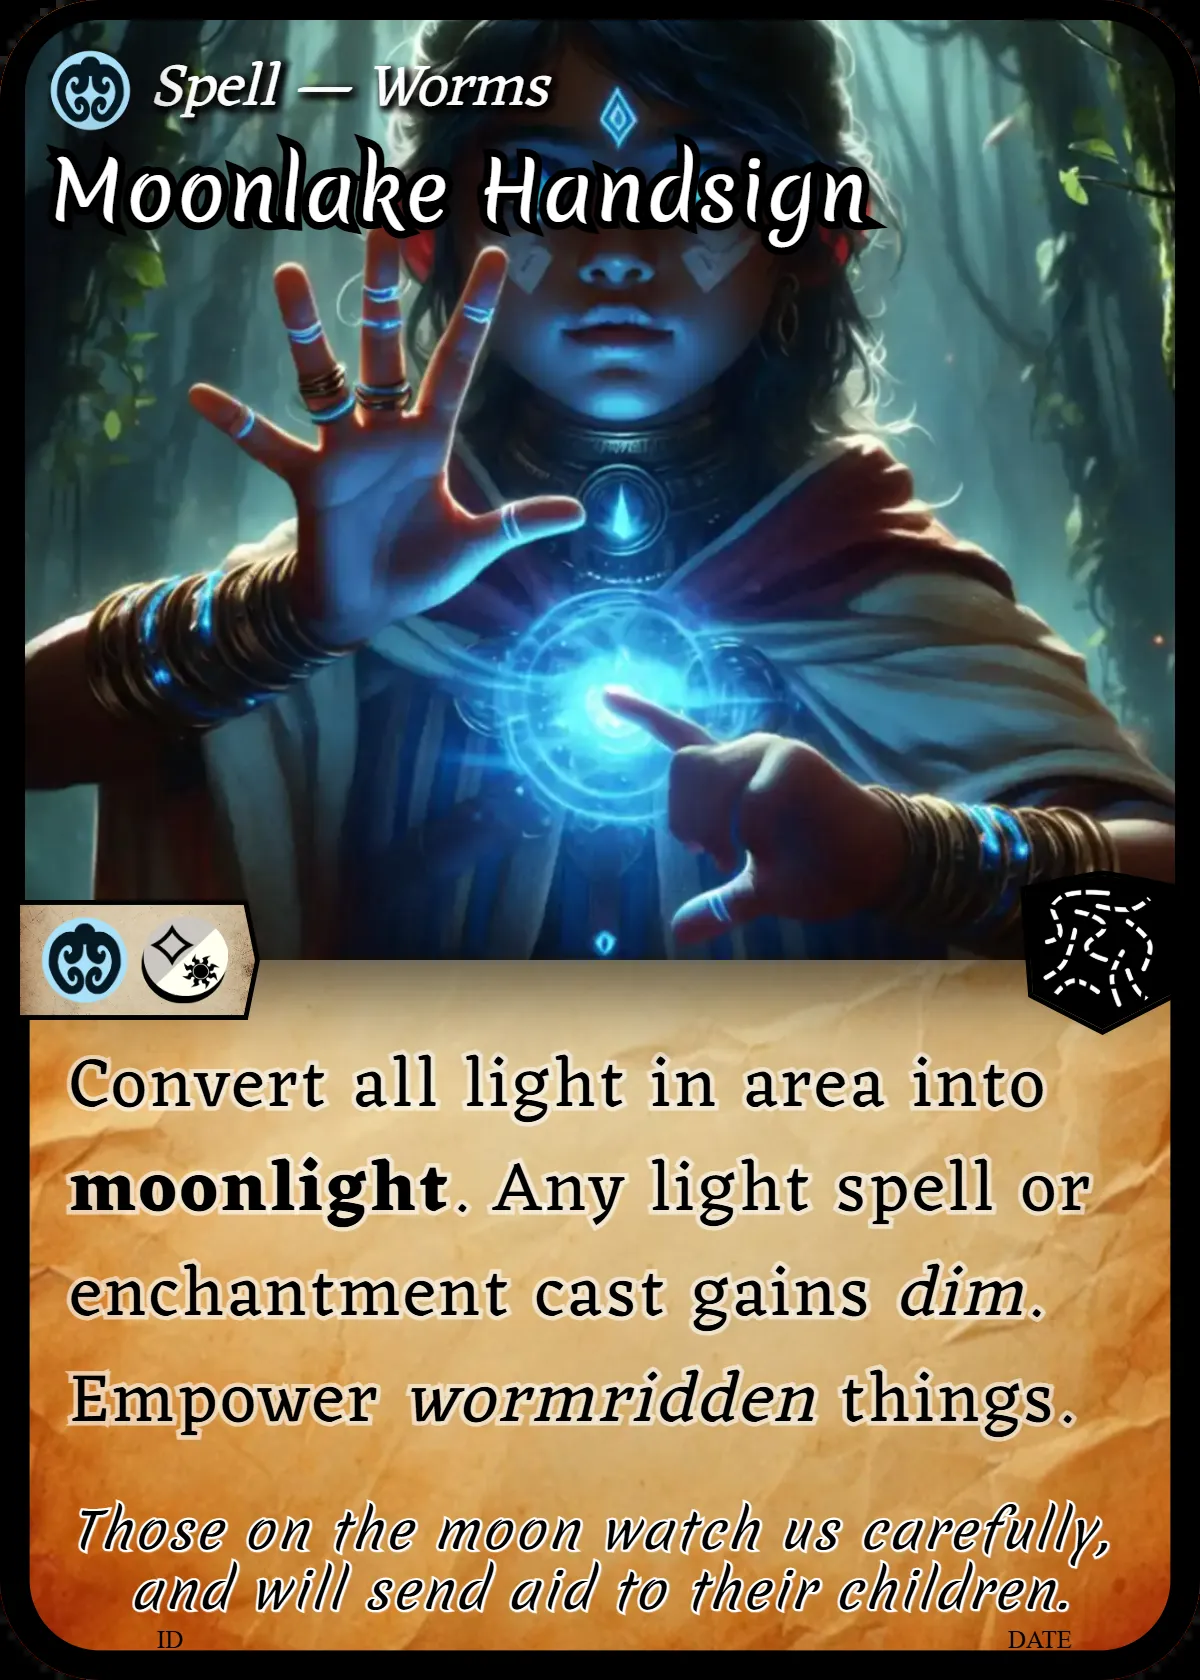 Spell — Worms
Moonlake Handsign
Convert all light in area into
moonlight. Any light spell or
enchantment cast gains dim.
Empower wormridden things.
Those on the moon watch us carefully,
and will send aid to their children.
ID
DATE